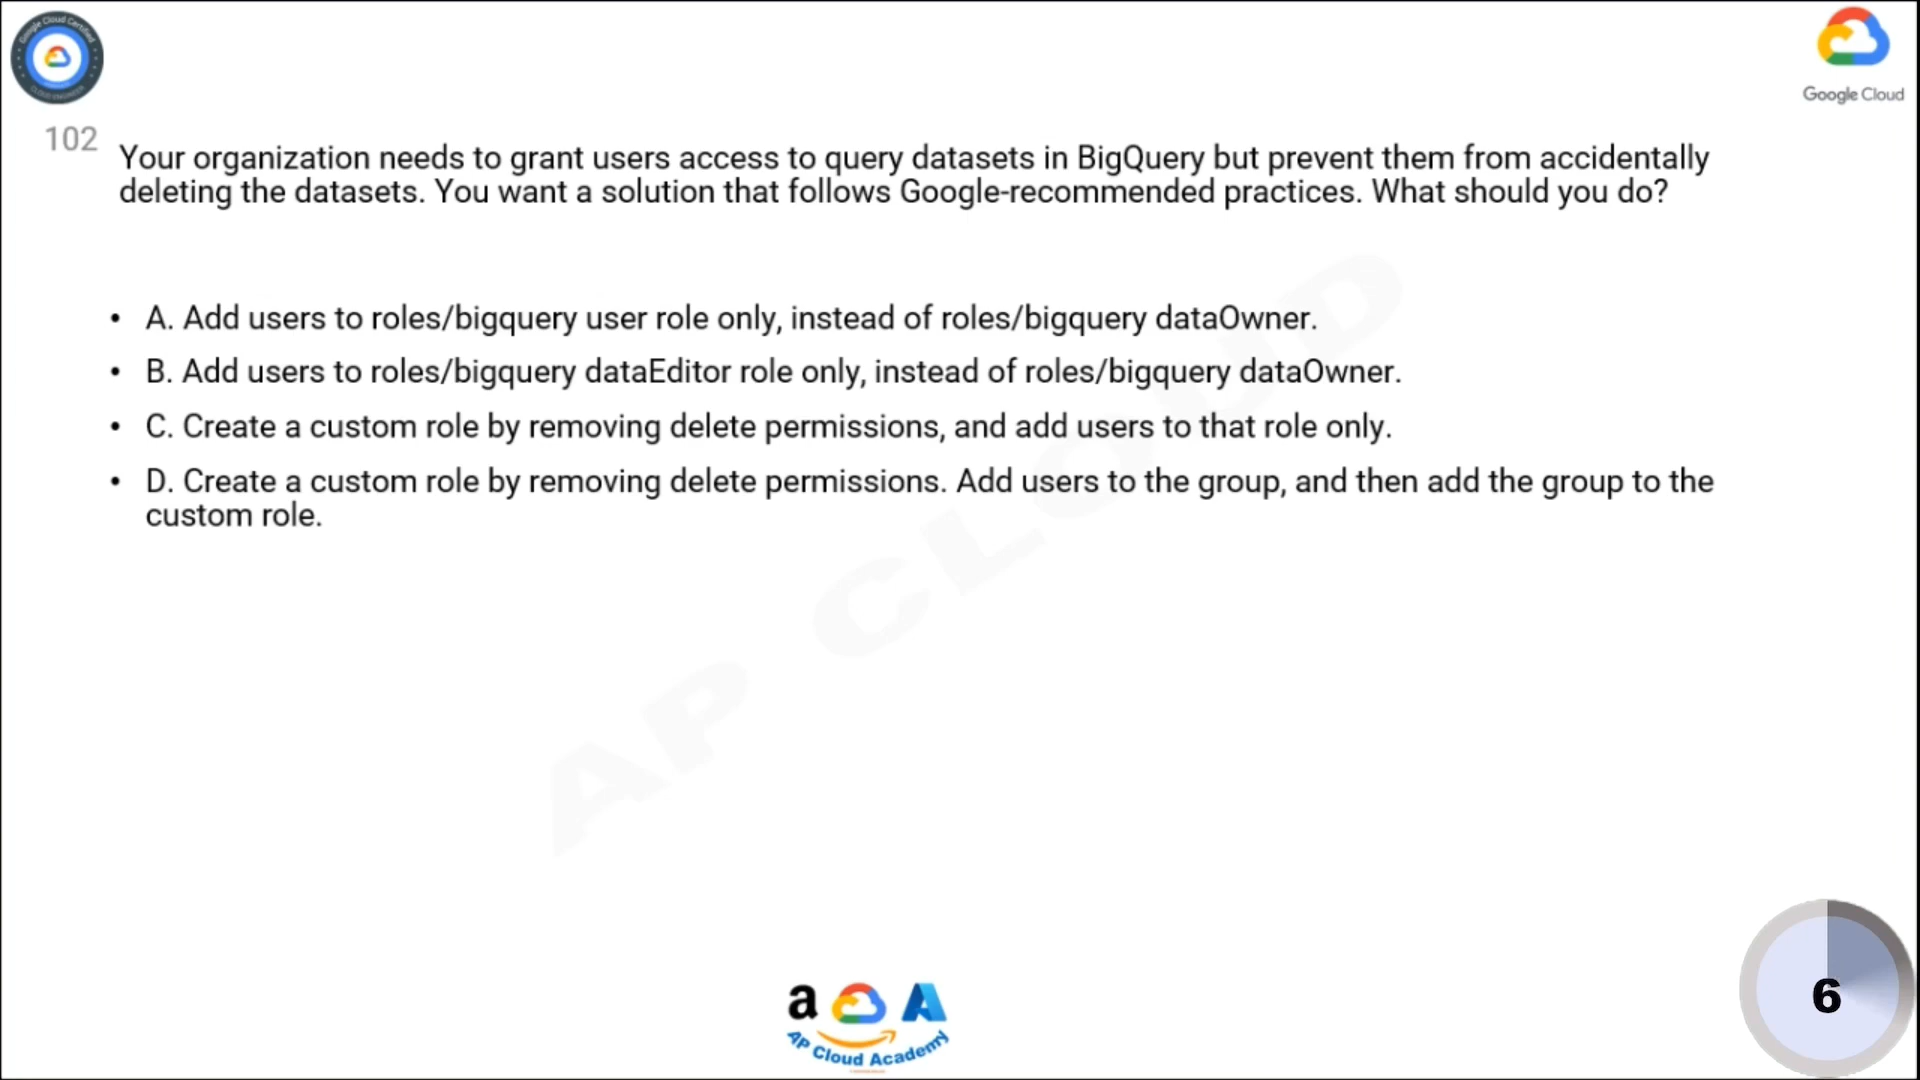 Google Cloud Certified
CLOUD ENGINEER
Google Cloud
102
Your organization needs to grant users access to query datasets in BigQuery but prevent them from accidentally
deleting the datasets. You want a solution that follows Google-recommended practices. What should you do?
• A. Add users to roles/bigquery user role only, instead of roles/bigquery dataOwner.
• B. Add users to roles/bigquery dataEditor role only, instead of roles/bigquery dataOwner.
• C. Create a custom role by removing delete permissions, and add users to that role only.
• D. Create a custom role by removing delete permissions. Add users to the group, and then add the group to the
custom role.
AP CLOUD
6
a
AP Cloud Academy